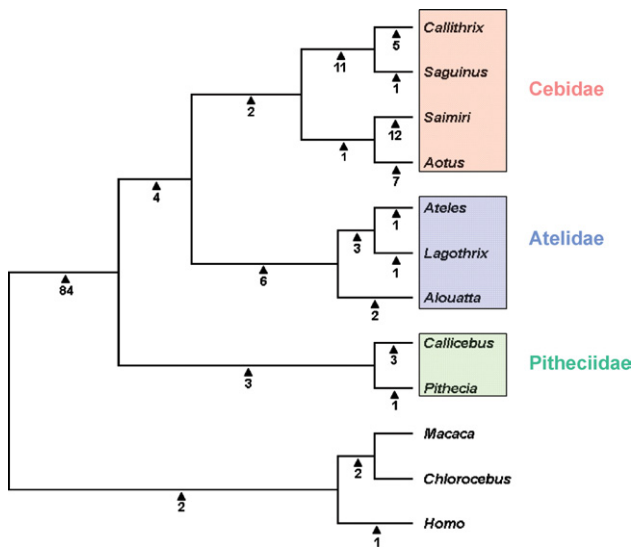 Callithrix
5
11
Saguinus
1
Cebidae
2
Saimiri
12
1
Aotus
7
4
Ateles
1
3
Atelidae
Lagothrix
1
6
Alouatta
2
84
Callicebus
3
Pitheciidae
3
Pithecia
1
Macaca
2
Chlorocebus
2
Homo
1